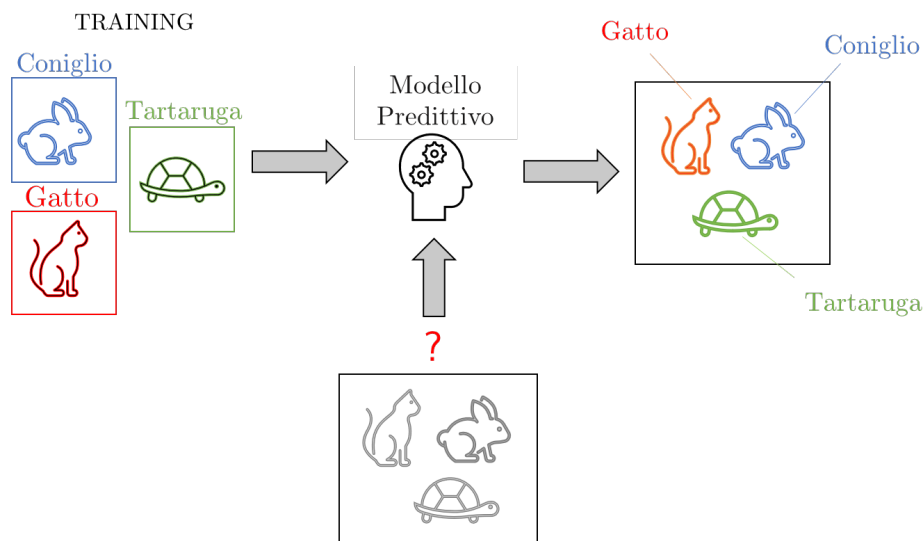 TRAINING
Coniglio
Tartaruga
Gatto
Modello
Predittivo
?
Gatto
Coniglio
Tartaruga